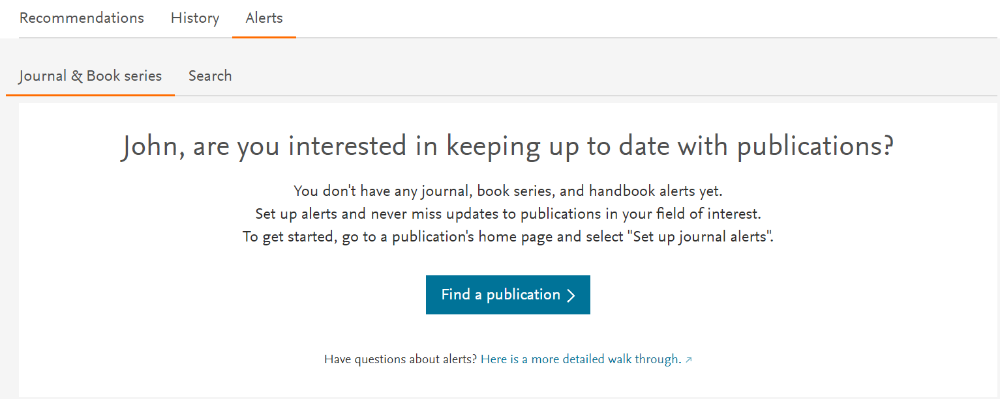 Recommendations History Alerts
Journal & Book series Search
John, are you interested in keeping up to date with publications?
You don't have any journal, book series, and handbook alerts yet.
Set up alerts and never miss updates to publications in your field of interest.
To get started, go to a publication's home page and select "Set up journal alerts".
Find a publication
Have questions about alerts? Here is a more detailed walk through.